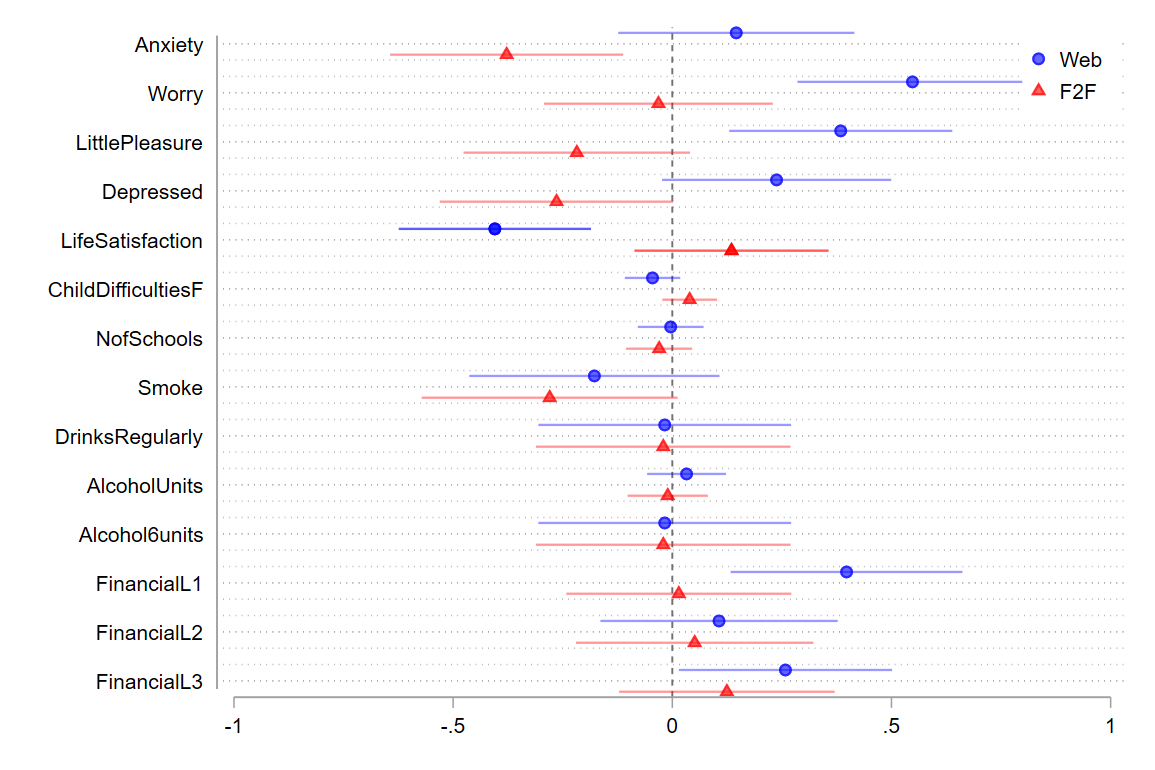 Anxiety
Web
Worry
F2F
LittlePleasure
Depressed
LifeSatisfaction
ChildDifficultiesF
NofSchools
Smoke
DrinksRegularly
AlcoholUnits
Alcohol6units
FinancialL1
FinancialL2
FinancialL3
-1 -.5 0 .5 1